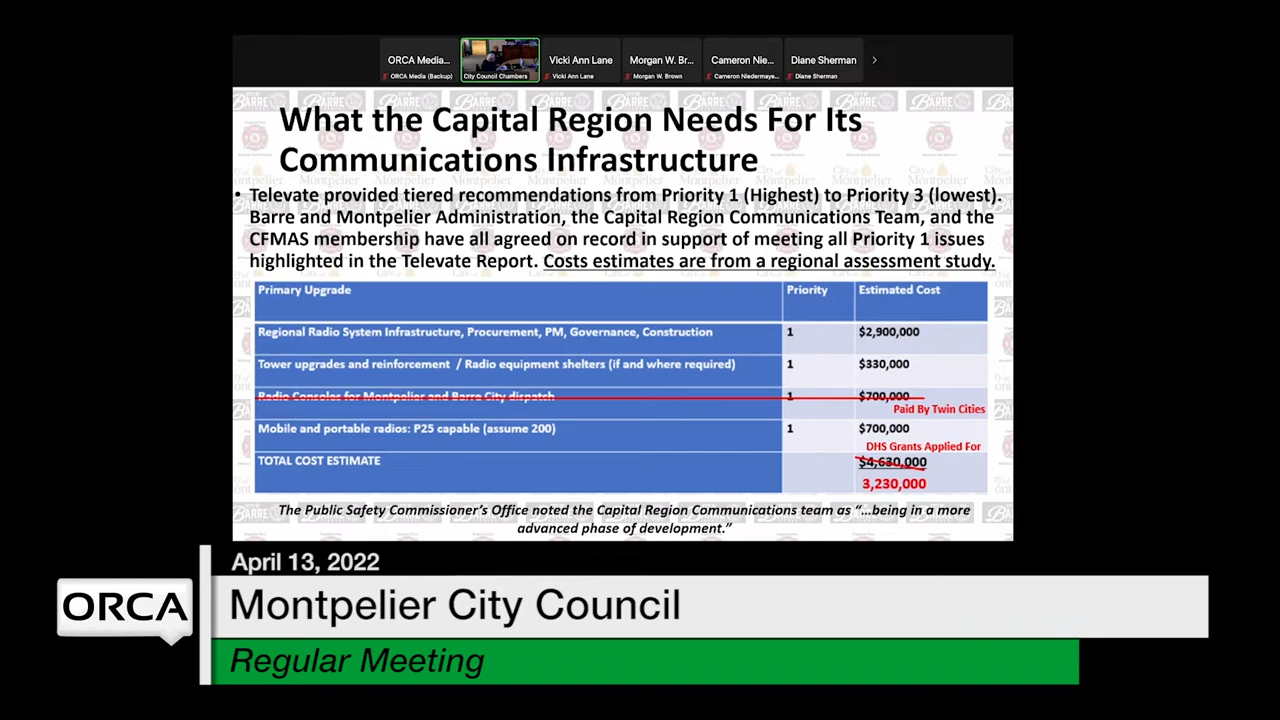 ORCA Media...
Vicki Ann Lane
Morgan W. Br...
Cameron Nie...
Diane Sherman
ORCA Media (Backup)
City Council Chambers
Vicki Ann Lane
Morgan W. Brown
Cameron Niedermaye...
Diane Sherman
What the Capital Region Needs For Its
Communications Infrastructure
• Televate provided tiered recommendations from Priority 1 (Highest) to Priority 3 (lowest).
Barre and Montpelier Administration, the Capital Region Communications Team, and the
CFMAS membership have all agreed on record in support of meeting all Priority 1 issues
highlighted in the Televate Report. Costs estimates are from a regional assessment study.
Primary Upgrade Priority Estimated Cost
Regional Radio System Infrastructure, Procurement, PM, Governance, Construction 1 $2,900,000
Tower upgrades and reinforcement / Radio equipment shelters (if and where required) 1 $330,000
Radio Consoles for Montpelier and Barre City dispatch 1 $700,000
Paid By Twin Cities
Mobile and portable radios: P25 capable (assume 200) 1 $700,000
DHS Grants Applied For
TOTAL COST ESTIMATE $4,630,000
3,230,000
The Public Safety Commissioner's Office noted the Capital Region Communications team as “…being in a more
advanced phase of development.”
April 13, 2022
ORCA
Montpelier City Council
Regular Meeting